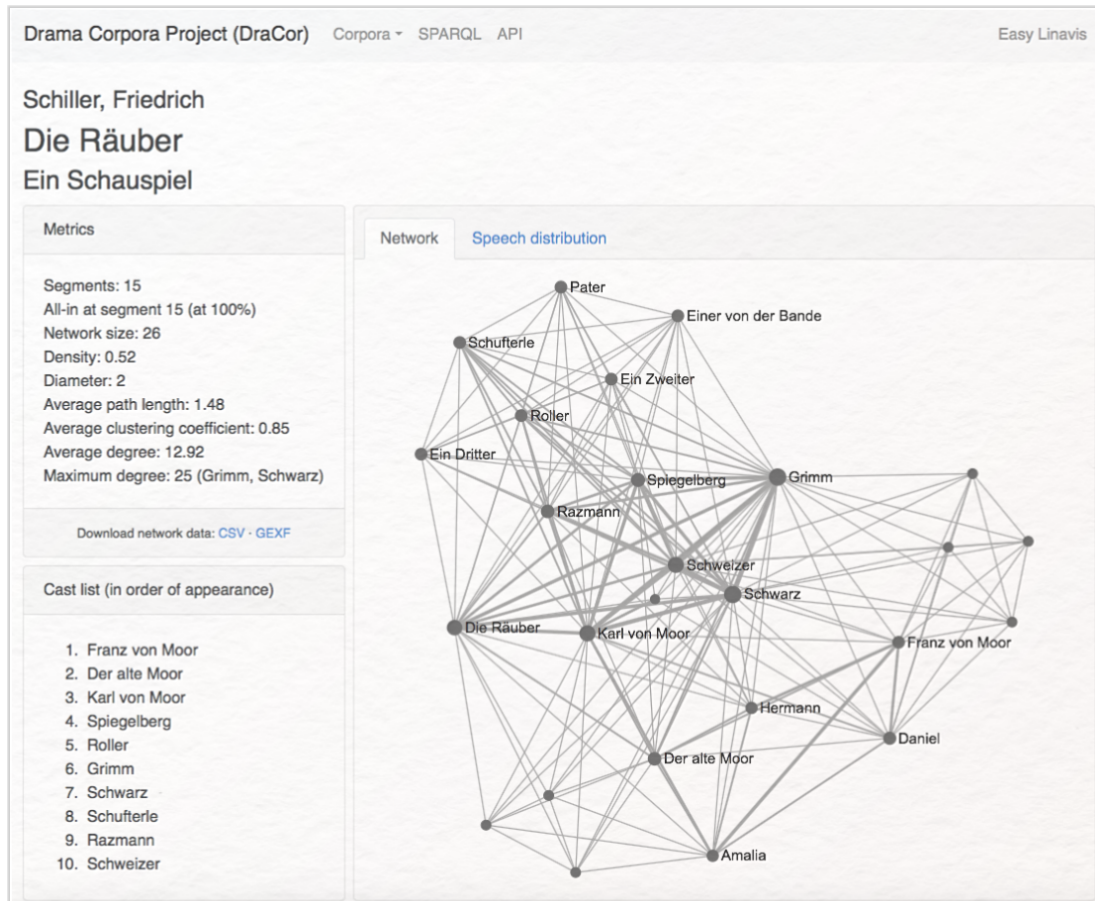 Drama Corpora Project (DraCor) Corpora SPARQL API Easy Linavis
Schiller, Friedrich
Die Räuber
Ein Schauspiel
Metrics
Segments: 15
All-in at segment 15 (at 100%)
Network size: 26
Density: 0.52
Diameter: 2
Average path length: 1.48
Average clustering coefficient: 0.85
Average degree: 12.92
Maximum degree: 25 (Grimm, Schwarz)
Download network data: CSV · GEXF
Cast list (in order of appearance)
1. Franz von Moor
2. Der alte Moor
3. Karl von Moor
4. Spiegelberg
5. Roller
6. Grimm
7. Schwarz
8. Schufterle
9. Razmann
10. Schweizer
Network Speech distribution
Pater
Einer von der Bande
Schufterle
Ein Zweiter
Roller
Ein Dritter
Spiegelberg
Grimm
Razmann
Schweizer
Schwarz
Die Räuber
Karl von Moor
Franz von Moor
Hermann
Daniel
Der alte Moor
Amalia